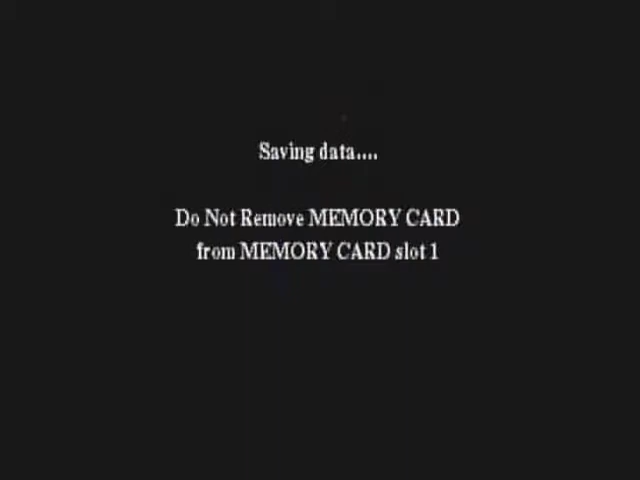 Saving data....
Do Not Remove MEMORY CARD
from MEMORY CARD slot 1